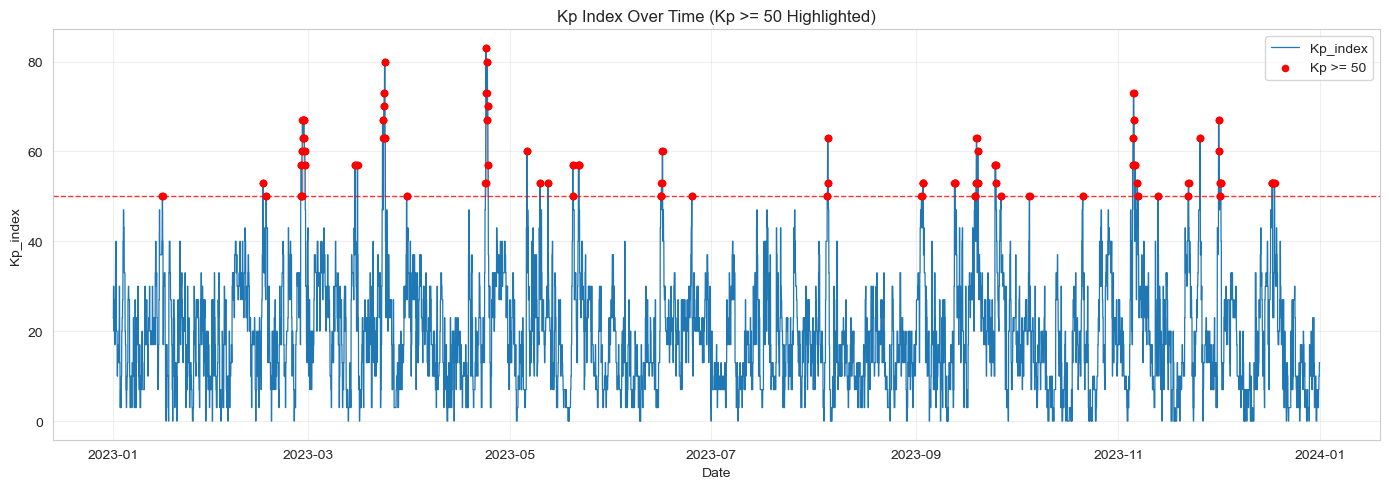 Kp Index Over Time (Kp >= 50 Highlighted)
Kp_index
Kp >= 50
80
60
40
20
0
Kp_index
2023-01
2023-03
2023-05
2023-07
2023-09
2023-11
2024-01
Date